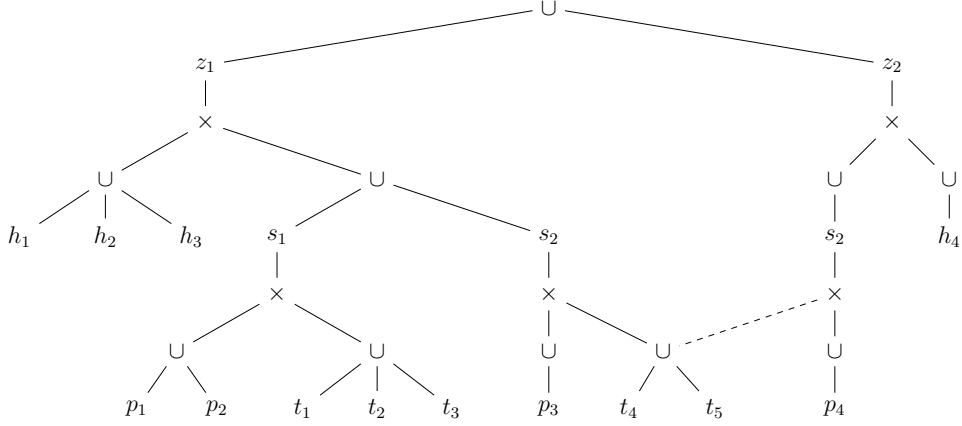 ∪
z₁ z₂
× ×
∪ ∪ ∪ ∪
h₁ h₂ h₃ s₁ s₂ s₂ h₄
× × ×
∪ ∪ ∪ ∪ ∪
p₁ p₂ t₁ t₂ t₃ p₃ t₄ t₅ p₄